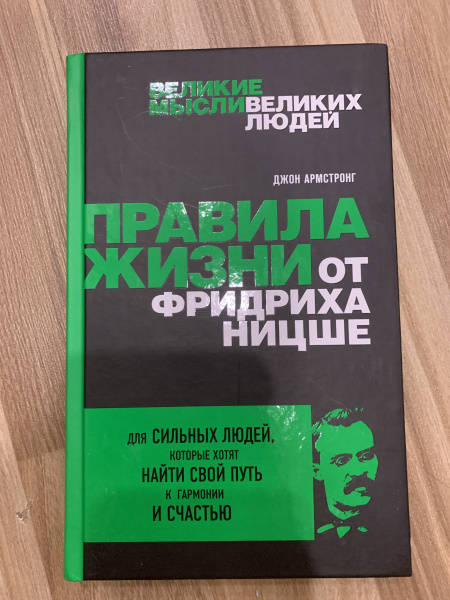 ВЕЛИКИЕ
МЫСЛИ ВЕЛИКИХ
ЛЮДЕЙ
ДЖОН АРМСТРОНГ
ПРАВИЛА
ЖИЗНИ ОТ
ФРИДРИХА
НИЦШЕ
ДЛЯ СИЛЬНЫХ ЛЮДЕЙ,
КОТОРЫЕ ХОТЯТ
НАЙТИ СВОЙ ПУТЬ
К ГАРМОНИИ
И СЧАСТЬЮ